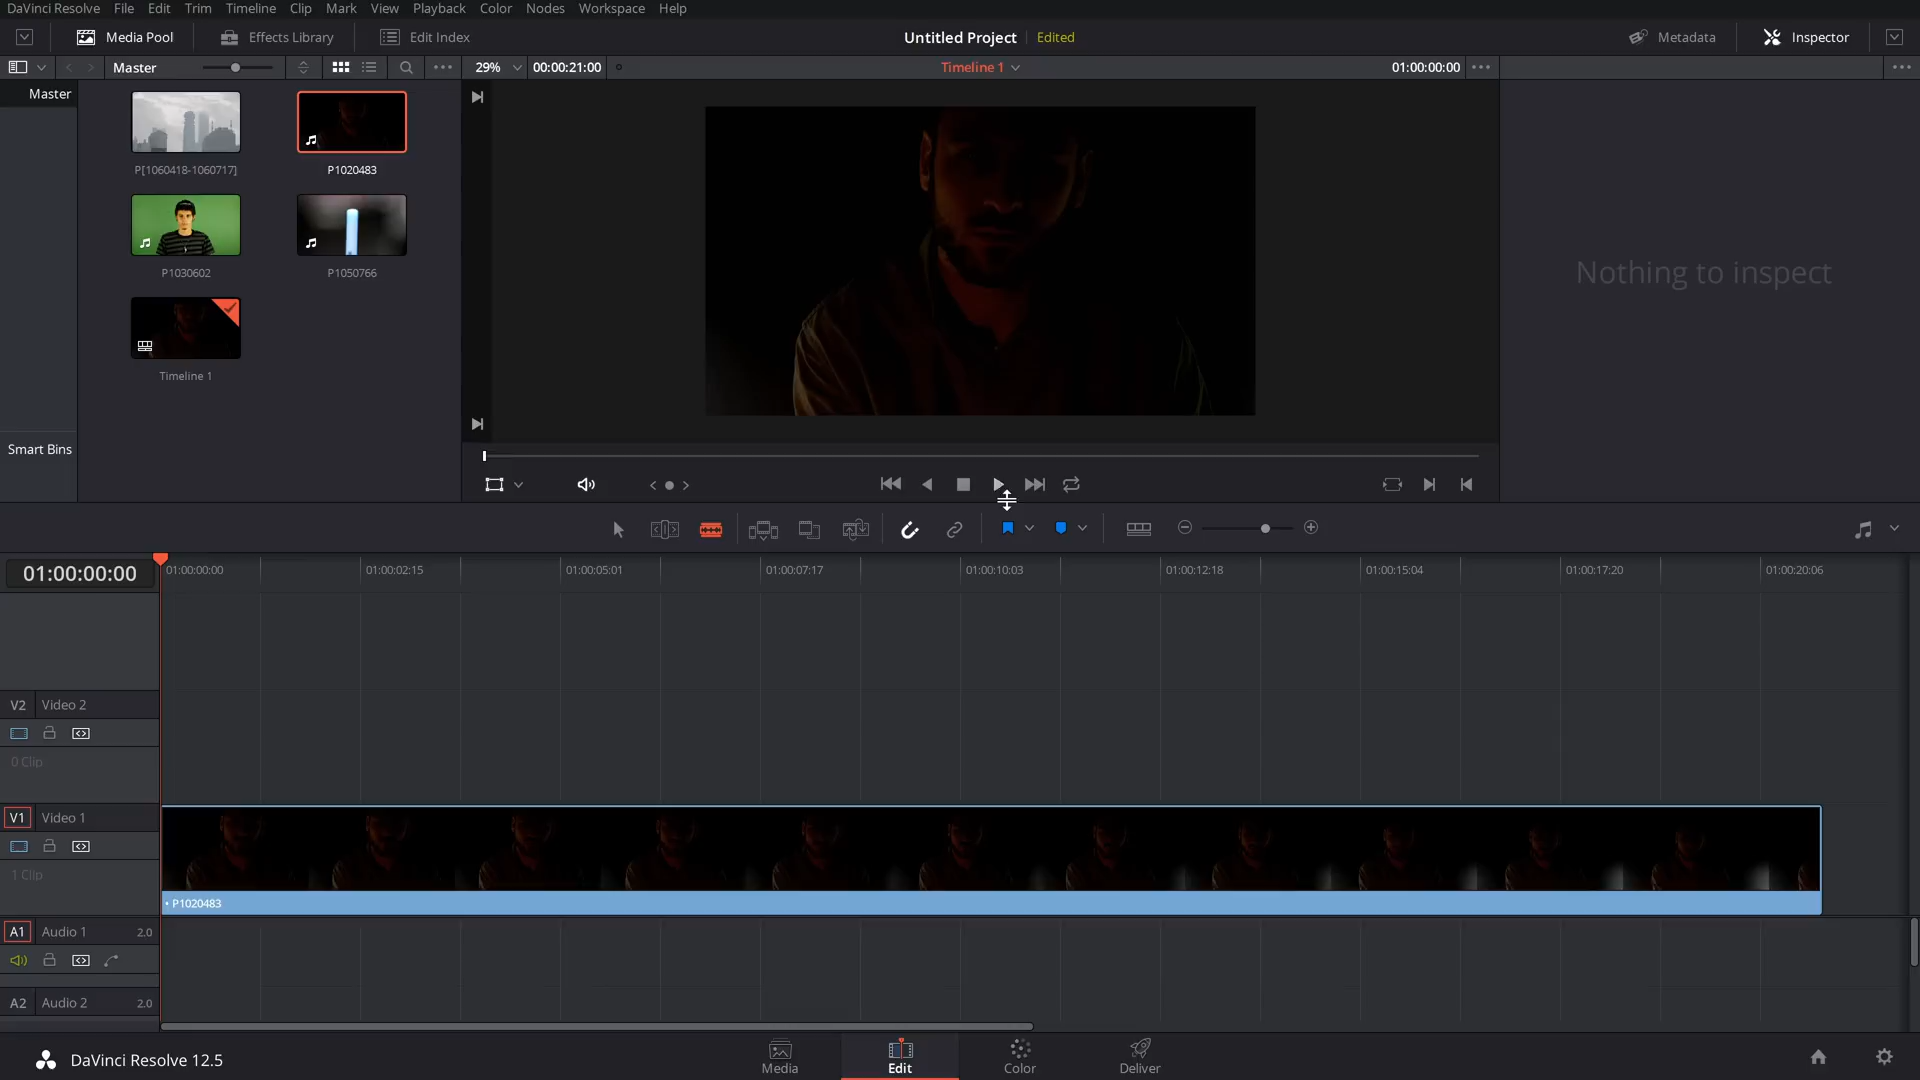 DaVinci Resolve File Edit Trim Timeline Clip Mark View Playback Color Nodes Workspace Help
Media Pool Effects Library Edit Index Untitled Project Edited Metadata Inspector
Master 29% 00:00:21:00 Timeline 1 01:00:00:00
Master
P[1060418-1060717] P1020483
P1030602 P1050766
Timeline 1
Nothing to inspect
Smart Bins
01:00:00:00 01:00:00:00 01:00:02:15 01:00:05:01 01:00:07:17 01:00:10:03 01:00:12:18 01:00:15:04 01:00:17:20 01:00:20:06
V2 Video 2
0 Clip
V1 Video 1
1 Clip
• P1020483
A1 Audio 1 2.0
A2 Audio 2 2.0
DaVinci Resolve 12.5 Media Edit Color Deliver